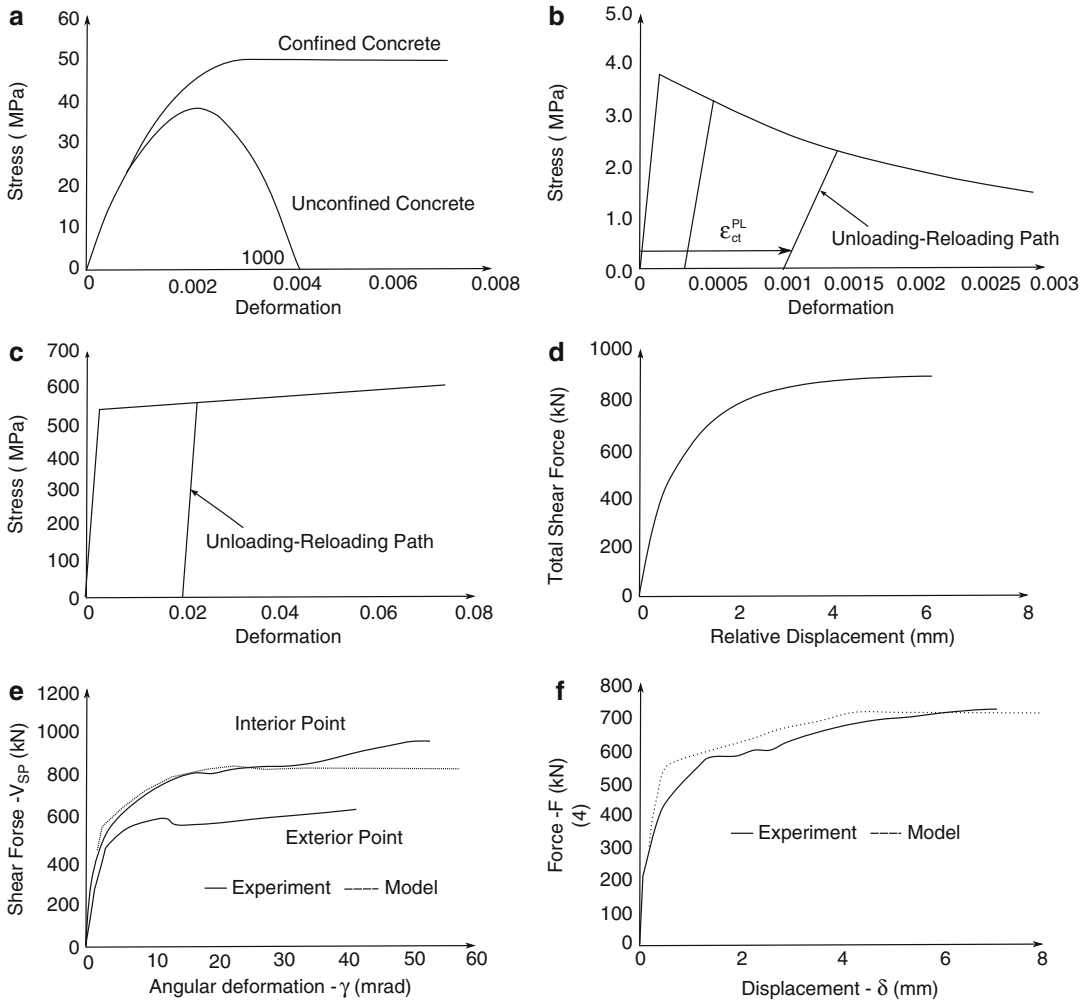 a
60
50
40
30
20
10
0
Stress ( MPa)
Confined Concrete
Unconfined Concrete
1000
0
0.002
0.004
0.006
0.008
Deformation
b
5.0
4.0
3.0
2.0
1.0
0.0
Stress ( MPa)
εctPL
Unloading-Reloading Path
0
0.0005
0.001
0.0015
0.002
0.0025
0.003
Deformation
c
700
600
500
400
300
200
100
0
Stress ( MPa)
Unloading-Reloading Path
0
0.02
0.04
0.06
0.08
Deformation
d
1000
800
600
400
200
0
Total Shear Force (kN)
0
2
4
6
8
Relative Displacement (mm)
e
1200
1000
800
600
400
200
0
Shear Forse -VSP (kN)
Interior Point
Exterior Point
Experiment
Model
0
10
20
30
40
50
60
Angular deformation - γ (mrad)
f
800
700
600
500
400
300
200
100
0
Force -F (kN)
(4)
Experiment
Model
0
2
4
6
8
Displacement - δ (mm)